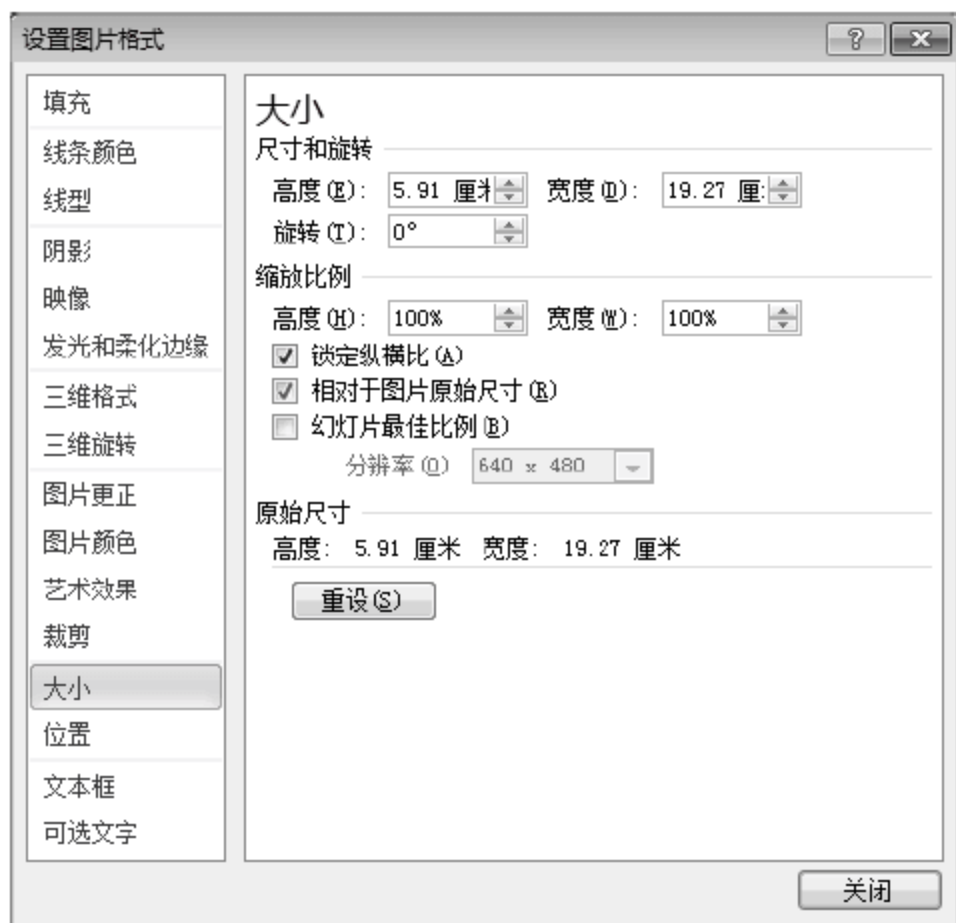 设置图片格式
填充
线条颜色
线型
阴影
映像
发光和柔化边缘
三维格式
三维旋转
图片更正
图片颜色
艺术效果
裁剪
大小
位置
文本框
可选文字
大小
尺寸和旋转
高度(E): 5.91 厘米 宽度(D): 19.27 厘
旋转(T): 0°
缩放比例
高度(H): 100% 宽度(W): 100%
锁定纵横比(A)
相对于图片原始尺寸(R)
幻灯片最佳比例(B)
分辨率(O) 640 x 480
原始尺寸
高度: 5.91 厘米 宽度: 19.27 厘米
重设(S)
关闭